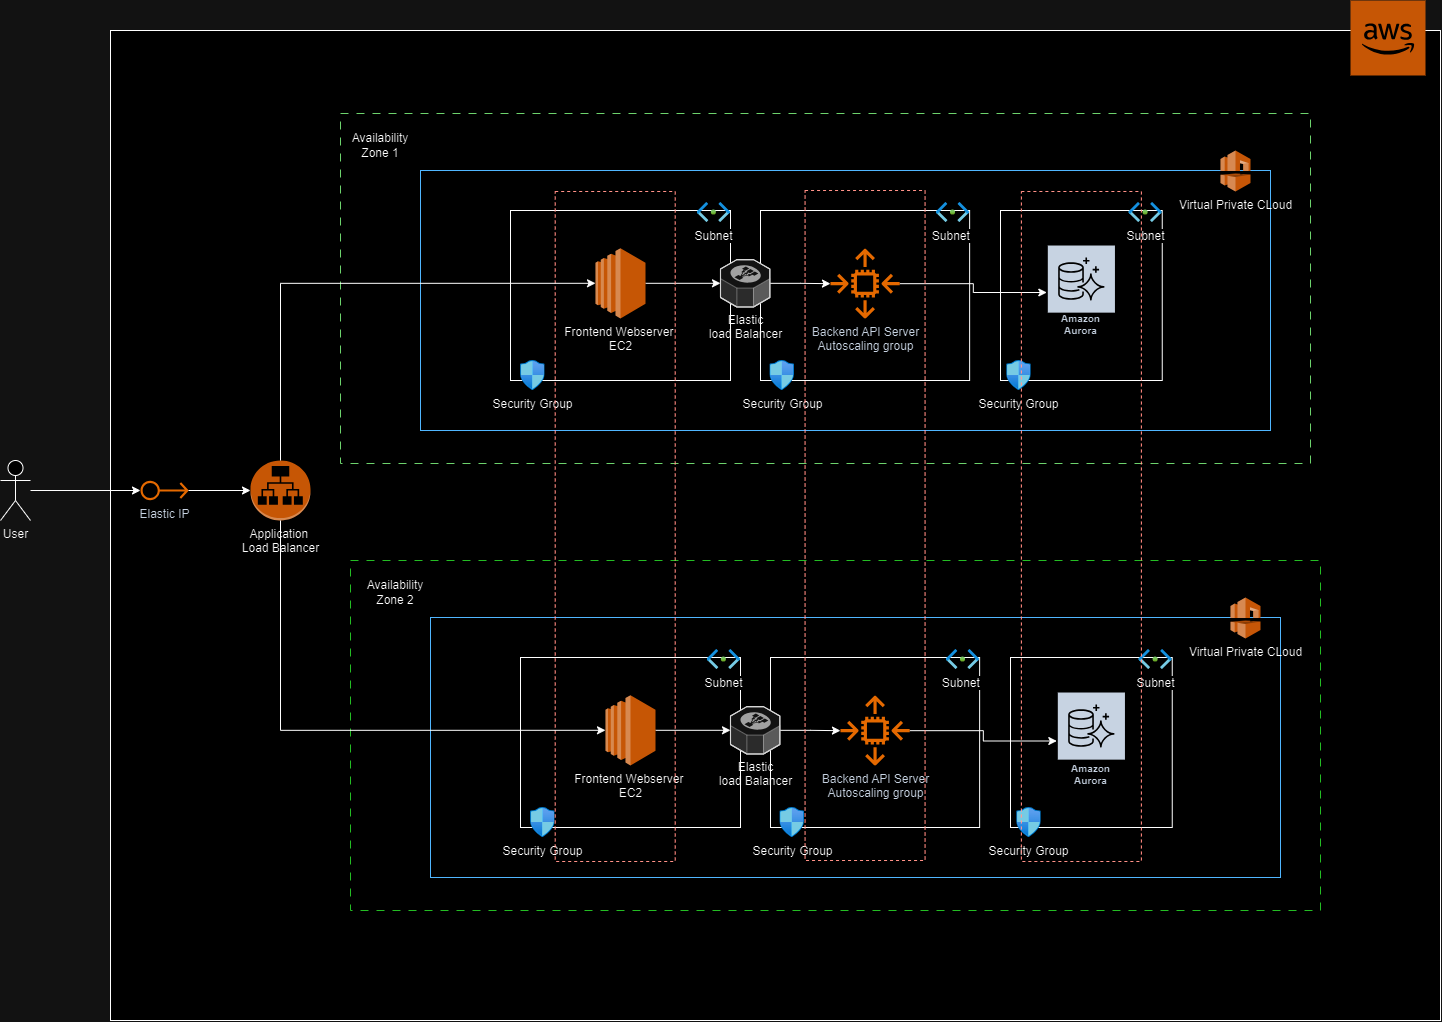 aws
Availability
Zone 1
Virtual Private CLoud
Subnet
Subnet
Subnet
Frontend Webserver
EC2
Elastic
load Balancer
Backend API Server
Autoscaling group
Amazon
Aurora
Security Group
Security Group
Security Group
User
Elastic IP
Application
Load Balancer
Availability
Zone 2
Virtual Private CLoud
Subnet
Subnet
Subnet
Frontend Webserver
EC2
Elastic
load Balancer
Backend API Server
Autoscaling group
Amazon
Aurora
Security Group
Security Group
Security Group